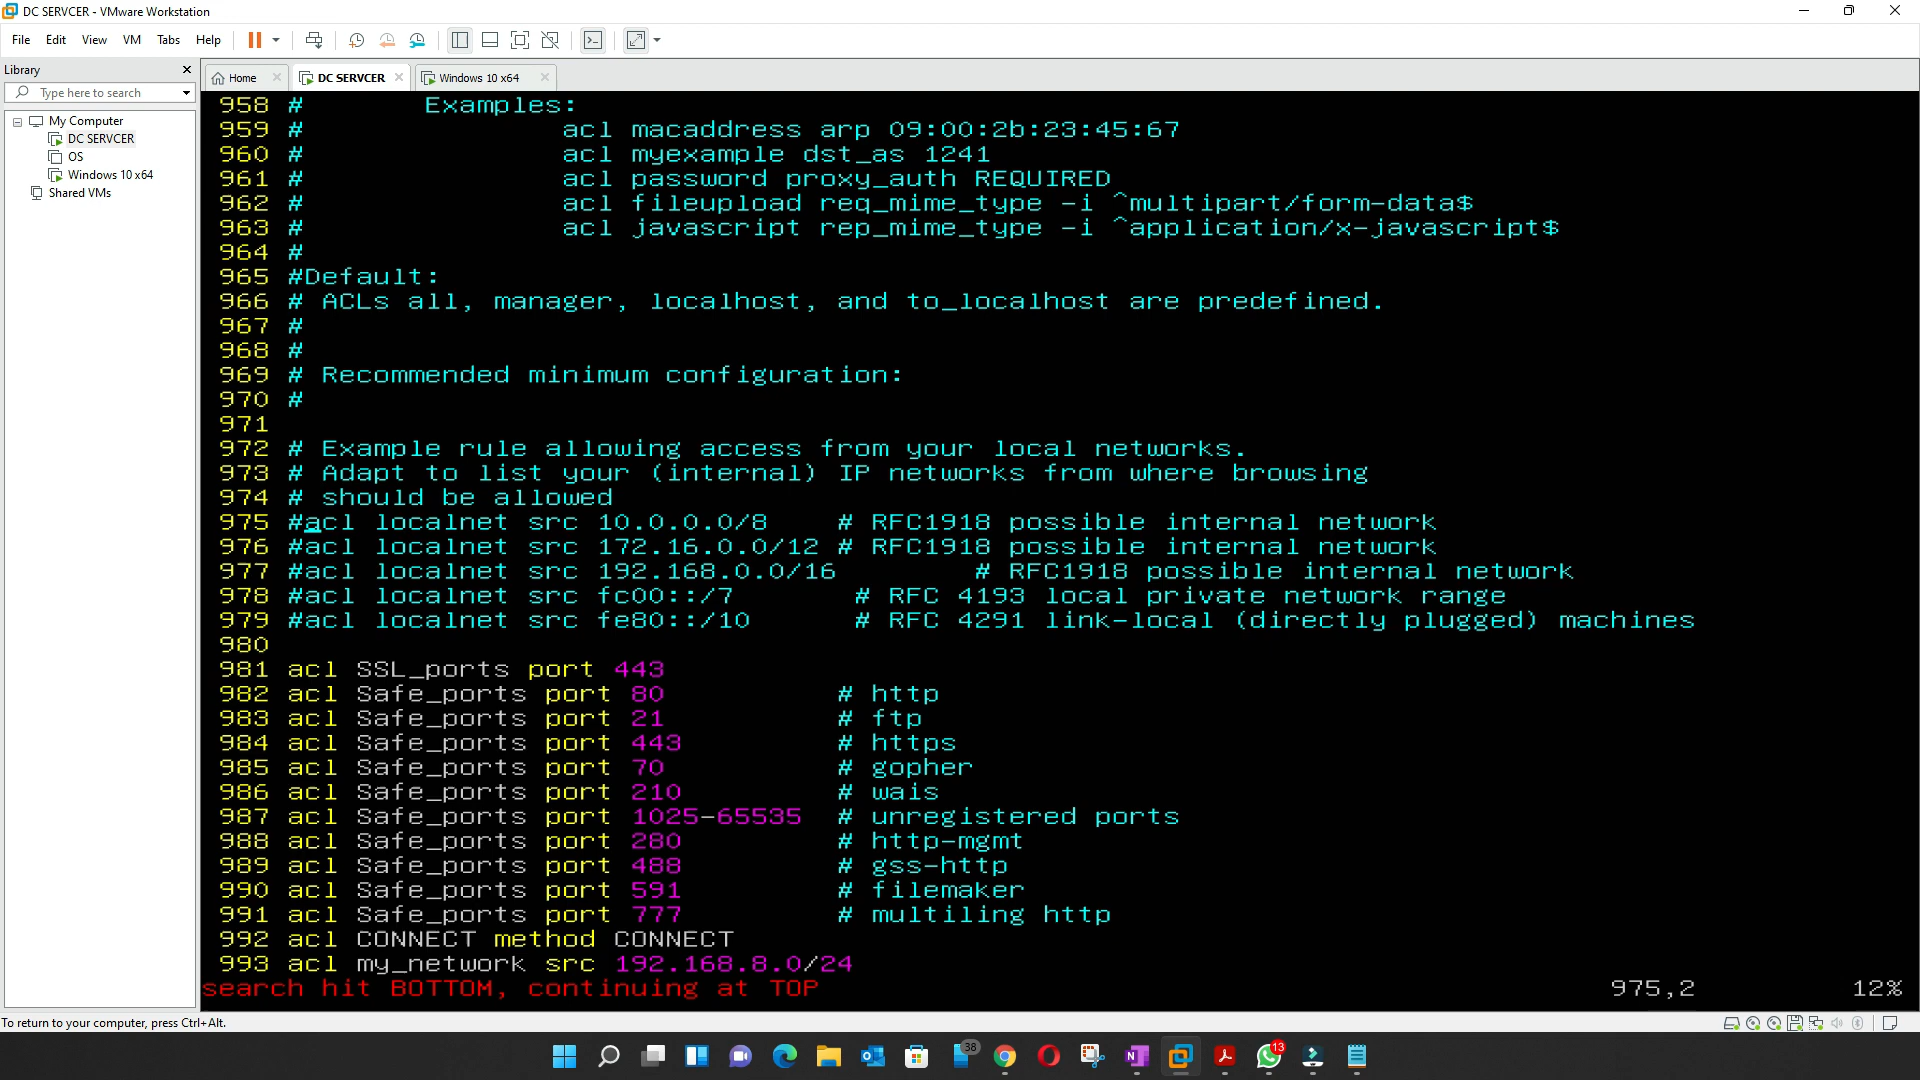 DC SERVCER - VMware Workstation
File Edit View VM Tabs Help
Library
Type here to search
My Computer
DC SERVCER
OS
Windows 10 x64
Shared VMs
Home DC SERVCER Windows 10 x64
958 # Examples:
959 # acl macaddress arp 09:00:2b:23:45:67
960 # acl myexample dst_as 1241
961 # acl password proxy_auth REQUIRED
962 # acl fileupload req_mime_type -i ^multipart/form-data$
963 # acl javascript rep_mime_type -i ^application/x-javascript$
964 #
965 #Default:
966 # ACLs all, manager, localhost, and to_localhost are predefined.
967 #
968 #
969 # Recommended minimum configuration:
970 #
971
972 # Example rule allowing access from your local networks.
973 # Adapt to list your (internal) IP networks from where browsing
974 # should be allowed
975 #acl localnet src 10.0.0.0/8 # RFC1918 possible internal network
976 #acl localnet src 172.16.0.0/12 # RFC1918 possible internal network
977 #acl localnet src 192.168.0.0/16 # RFC1918 possible internal network
978 #acl localnet src fc00::/7 # RFC 4193 local private network range
979 #acl localnet src fe80::/10 # RFC 4291 link-local (directly plugged) machines
980
981 acl SSL_ports port 443
982 acl Safe_ports port 80 # http
983 acl Safe_ports port 21 # ftp
984 acl Safe_ports port 443 # https
985 acl Safe_ports port 70 # gopher
986 acl Safe_ports port 210 # wais
987 acl Safe_ports port 1025-65535 # unregistered ports
988 acl Safe_ports port 280 # http-mgmt
989 acl Safe_ports port 488 # gss-http
990 acl Safe_ports port 591 # filemaker
991 acl Safe_ports port 777 # multiling http
992 acl CONNECT method CONNECT
993 acl my_network src 192.168.8.0/24
search hit BOTTOM, continuing at TOP 975,2 12%
To return to your computer, press Ctrl+Alt.
38
13